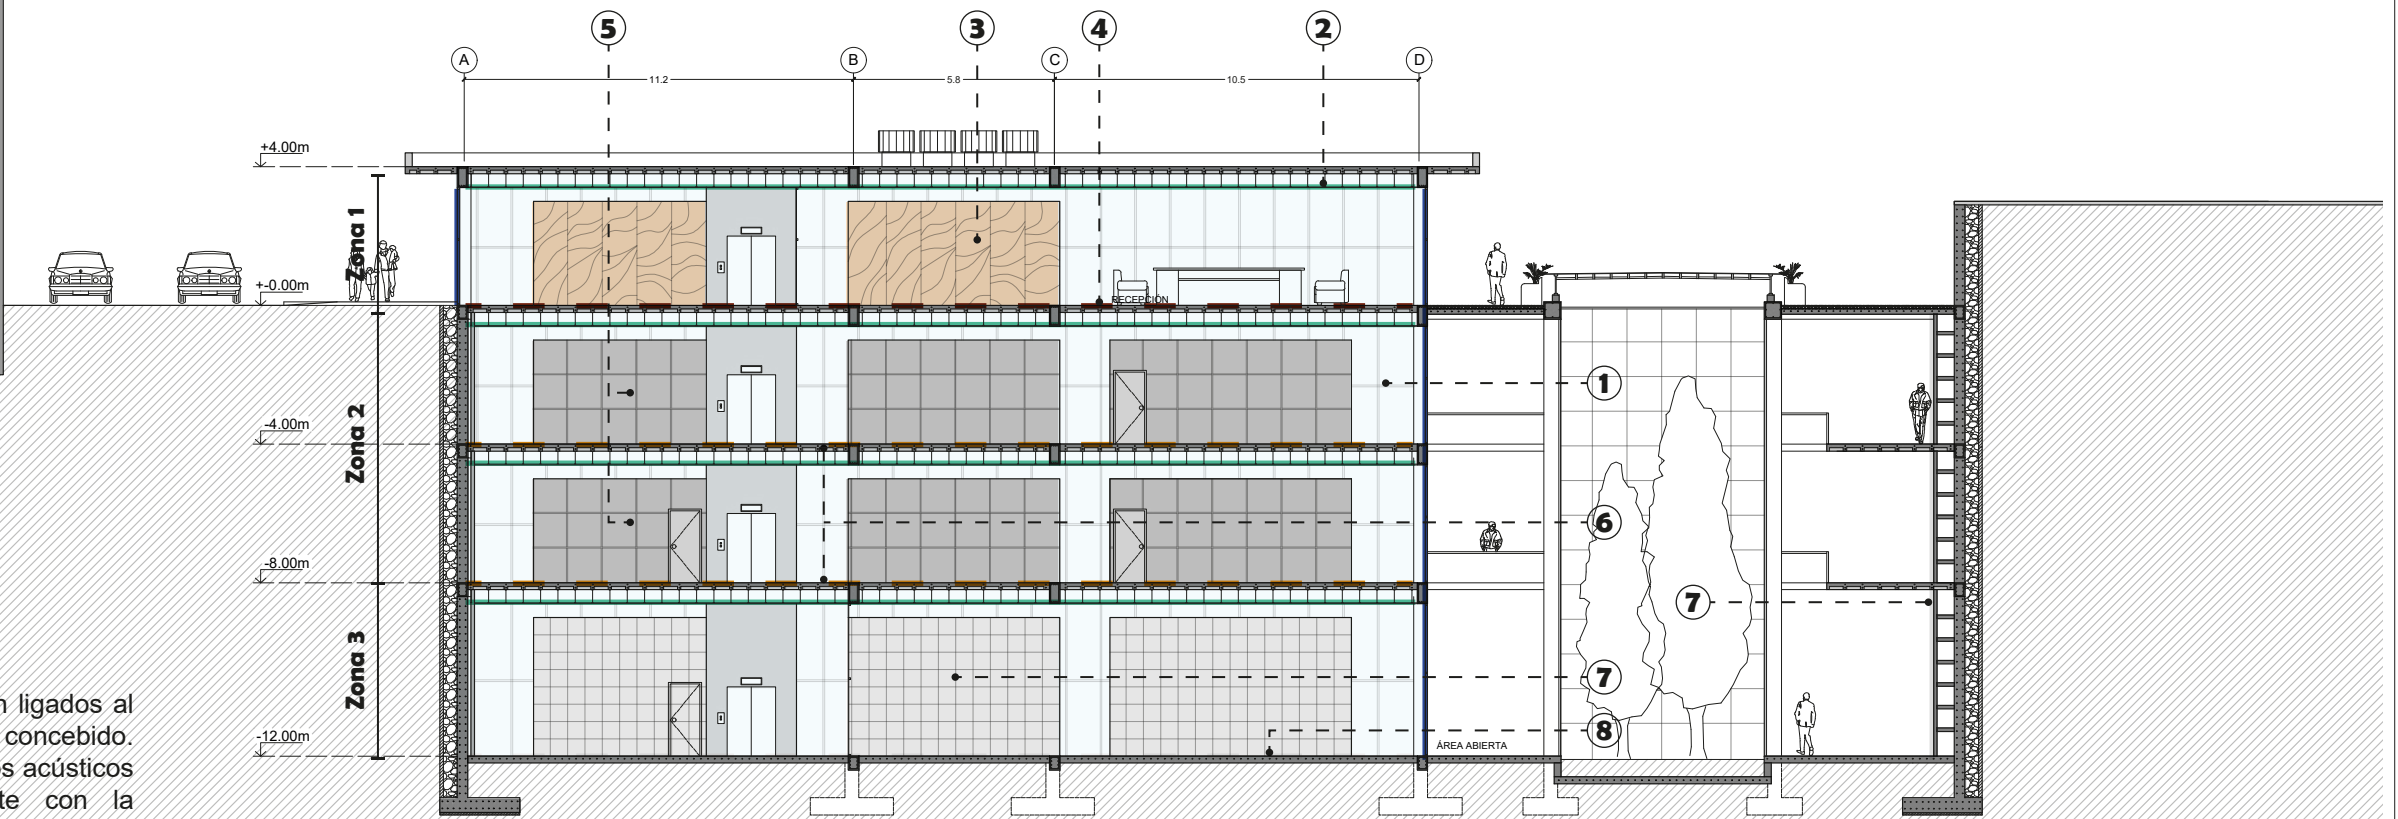 5
3
4
2
A
B
C
D
11.2
5.8
10.5
+4.00m
Zona 1
+-0.00m
RECEPCIÓN
1
-4.00m
Zona 2
6
-8.00m
7
Zona 3
7
n ligados al
concebido.
os acústicos
te con la
8
-12.00m
ÁREA ABIERTA